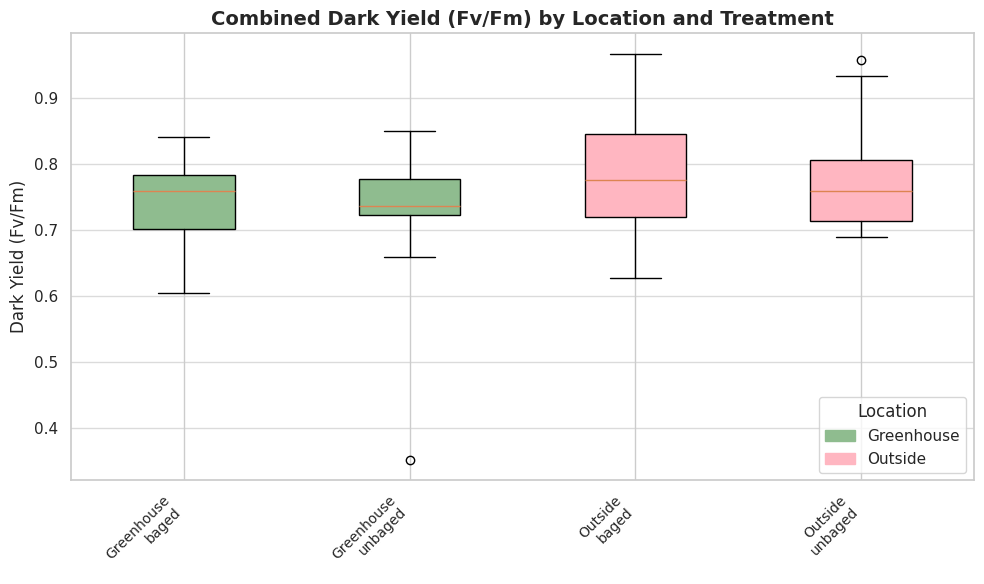 Combined Dark Yield (Fv/Fm) by Location and Treatment
Dark Yield (Fv/Fm)
0.9
0.8
0.7
0.6
0.5
0.4
Location
Greenhouse
Outside
Greenhouse
baged
Greenhouse
unbaged
Outside
baged
Outside
unbaged